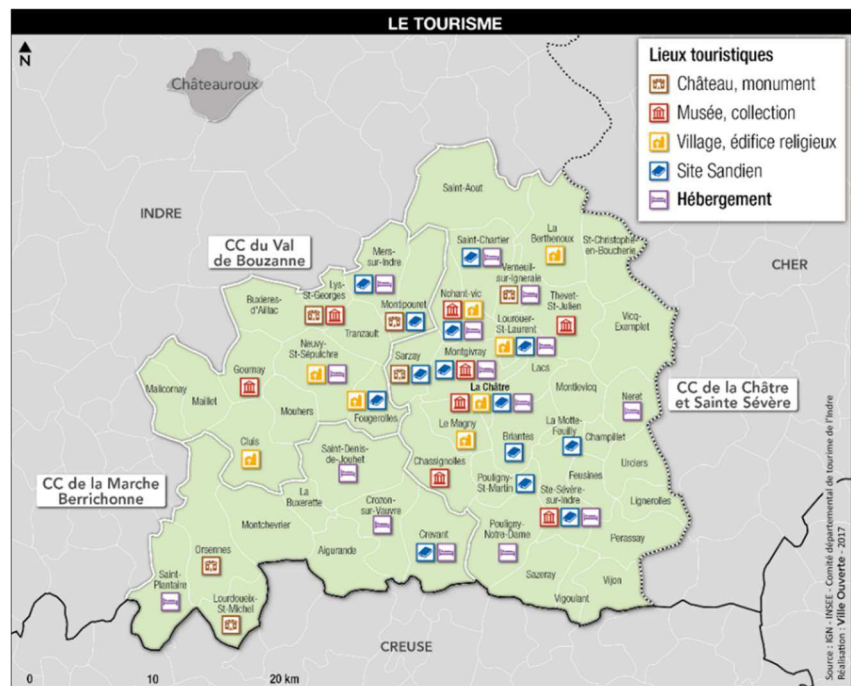 LE TOURISME
N
Châteauroux
Lieux touristiques
Château, monument
Musée, collection
Village, édifice religieux
Site Sandien
Hébergement
INDRE
CHER
CREUSE
CC du Val
de Bouzanne
CC de la Châtre
et Sainte Sévère
CC de la Marche
Berrichonne
Saint-Aout
Saint-Chartier
La
Berthenoux
St-Christophe-
en-Boucherie
Mers-
sur-Indre
Lys-
St-Georges
Verneuil-
sur-Igneraie
Buxieres-
d'Aillac
Montipouret
Nohant-vic
Thevet-
St-Julien
Tranzault
Vicq-
Exemplet
Lourouer-
St-Laurent
Neuvy-
St-Sépulchre
Sarzay
Montgivray
Lacs
Gournay
Malicornay
Maillet
La Châtre
Montlevicq
Neret
Mouhers
Fougerolles
Le Magny
La Motte-
Feuilly
Champillet
Briantes
Cluis
Saint-Denis-
de-Jouhet
Chassignolles
Urciers
Feusines
Pouligny-
St-Martin
Ste-Sévère-
sur-Indre
Lignerolles
La
Buxerette
Crozon-
sur-Vauvre
Montchevrier
Pouligny-
Notre-Dame
Perassay
Crevant
Orsennes
Aigurande
Sazeray
Vijon
Saint-
Plantaire
Vigoulant
Lourdoueix-
St-Michel
0 10 20 km
Source : IGN - INSEE - Comité départemental de tourime de l'Indre
Réalisation : Ville Ouverte - 2017